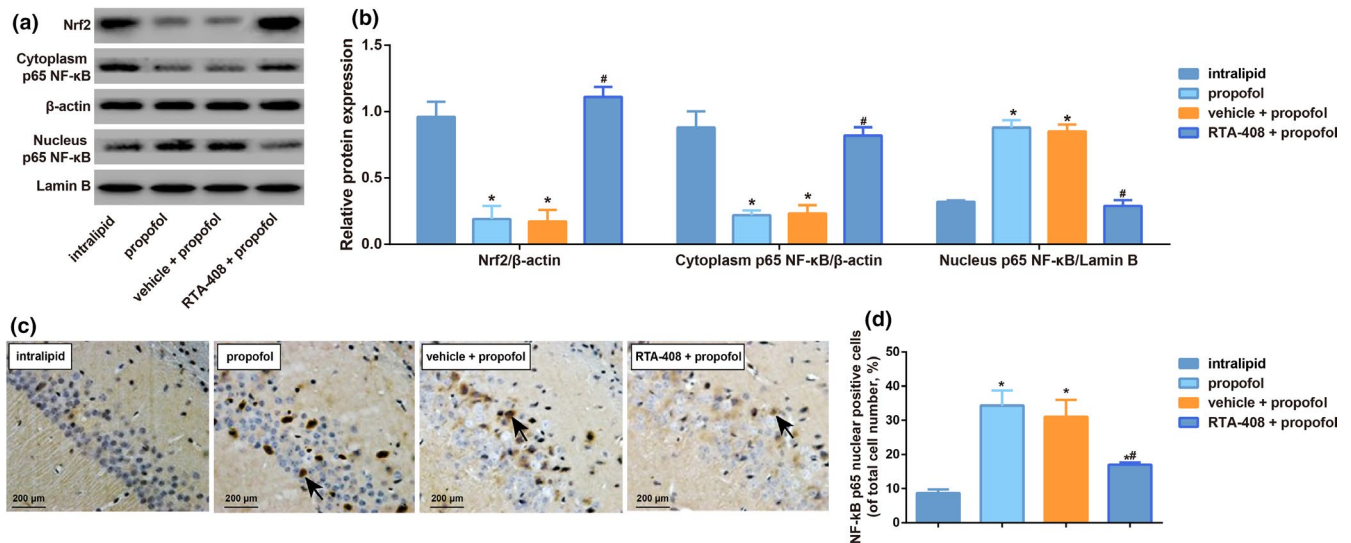 (a)
Nrf2
Cytoplasm
p65 NF-κB
β-actin
Nucleus
p65 NF-κB
Lamin B
intralipid
propofol
vehicle + propofol
RTA-408 + propofol
(b)
Relative protein expression
1.5
1.0
0.5
0.0
* * #
* * #
* * #
Nrf2/β-actin
Cytoplasm p65 NF-κB/β-actin
Nucleus p65 NF-κB/Lamin B
intralipid
propofol
vehicle + propofol
RTA-408 + propofol
(c)
intralipid
propofol
vehicle + propofol
RTA-408 + propofol
200 μm
200 μm
200 μm
200 μm
(d)
NF-kB p65 nuclear positive cells
(of total cell number, %)
50
40
30
20
10
0
* * *#
intralipid
propofol
vehicle + propofol
RTA-408 + propofol